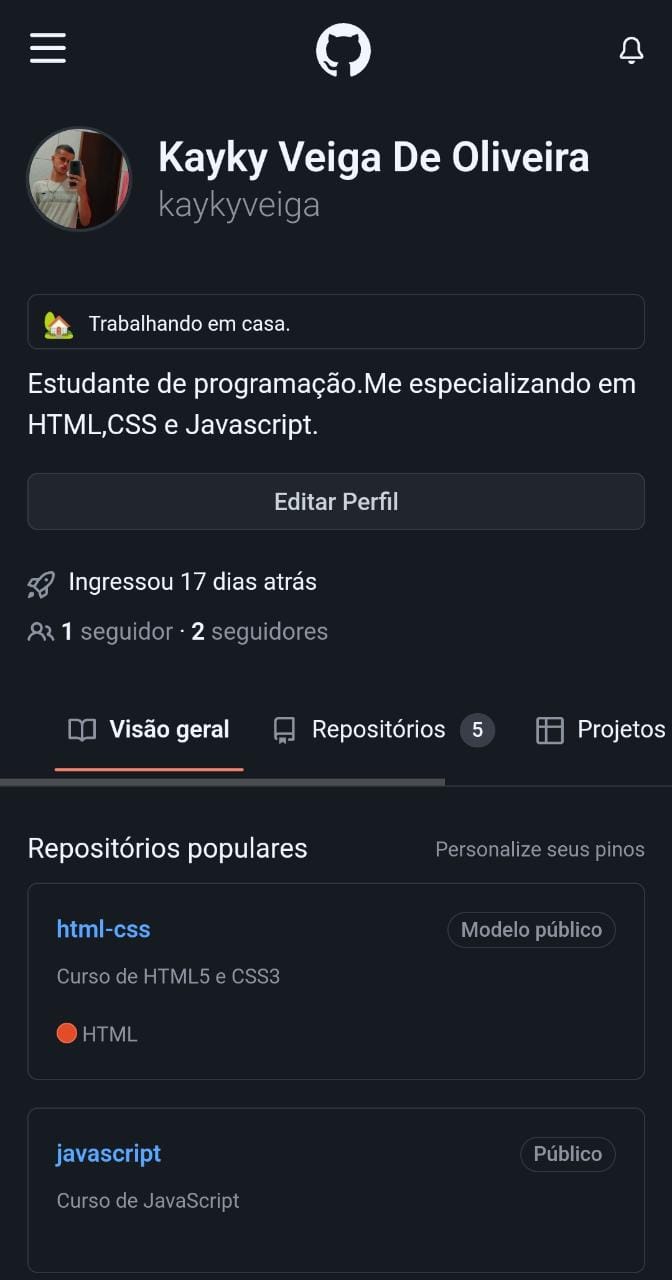 Kayky Veiga De Oliveira
kaykyveiga
Trabalhando em casa.
Estudante de programação.Me especializando em
HTML,CSS e Javascript.
Editar Perfil
Ingressou 17 dias atrás
1 seguidor · 2 seguidores
Visão geral Repositórios 5 Projetos
Repositórios populares Personalize seus pinos
html-css Modelo público
Curso de HTML5 e CSS3
HTML
javascript Público
Curso de JavaScript